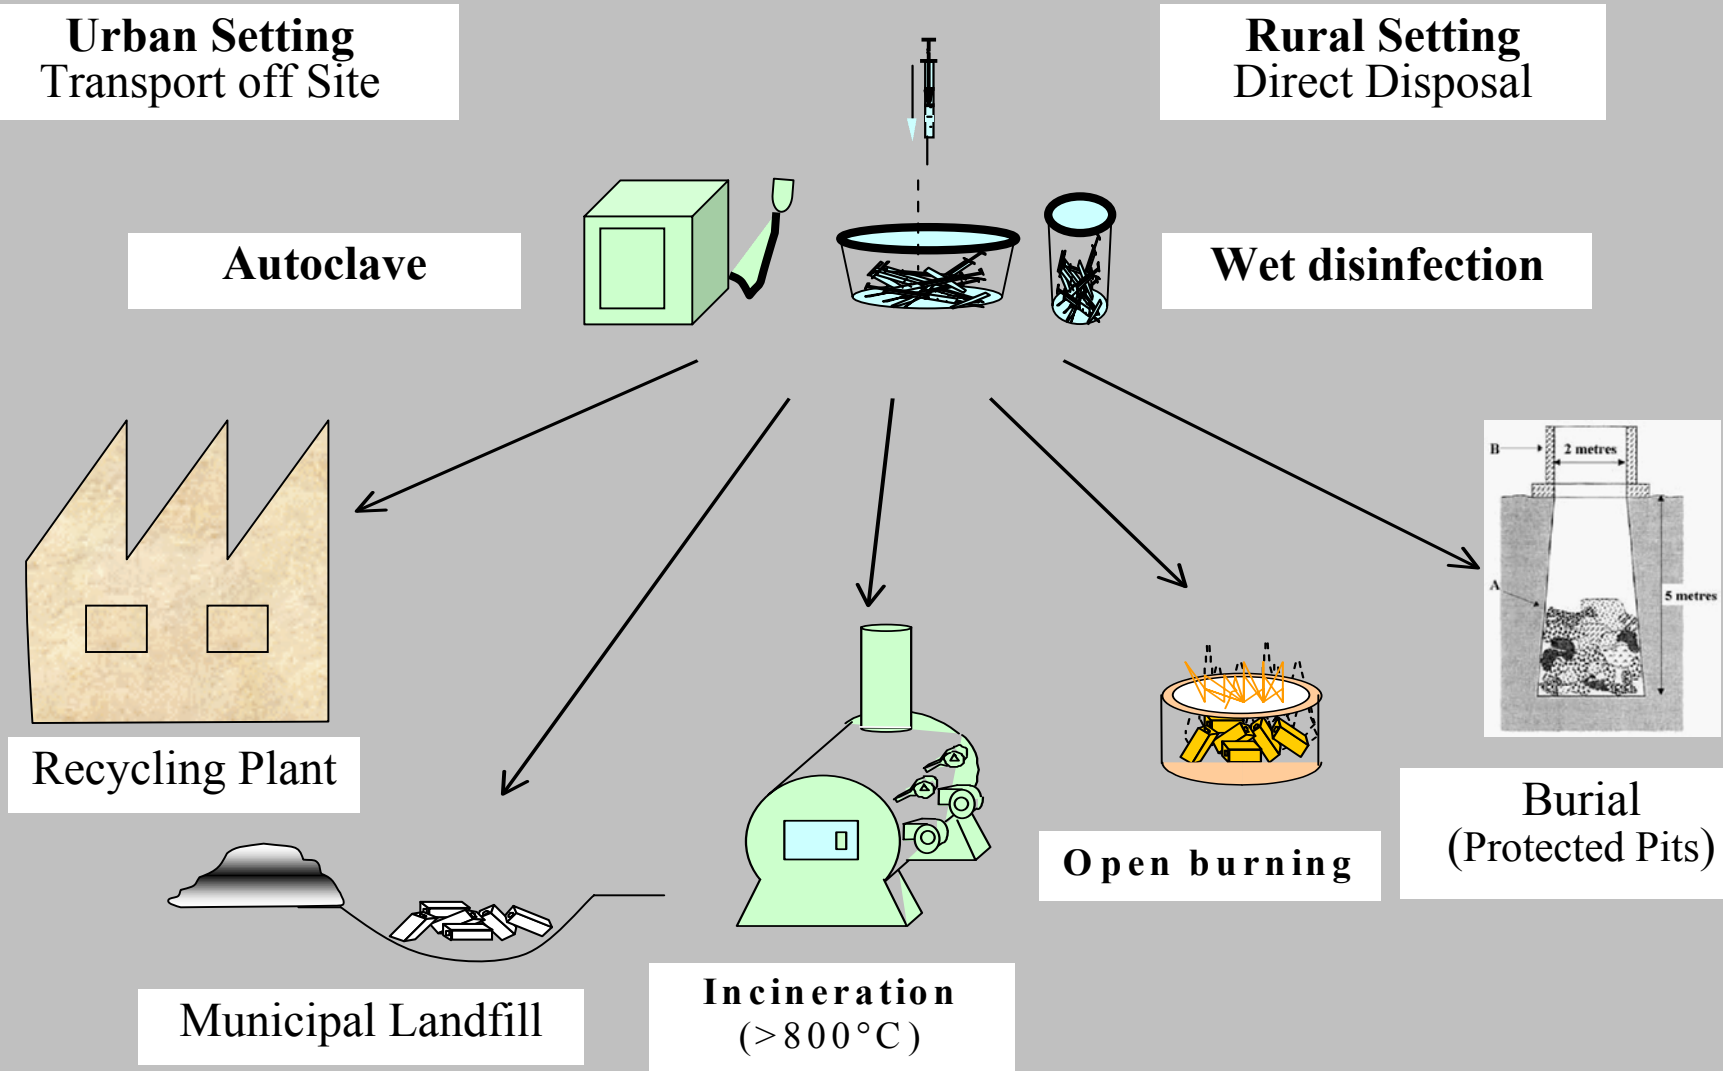 Urban Setting
Transport off Site
Rural Setting
Direct Disposal
Autoclave
Wet disinfection
B
2 metres
A
5 metres
Recycling Plant
Burial
(Protected Pits)
Open burning
Incineration
(>800°C)
Municipal Landfill